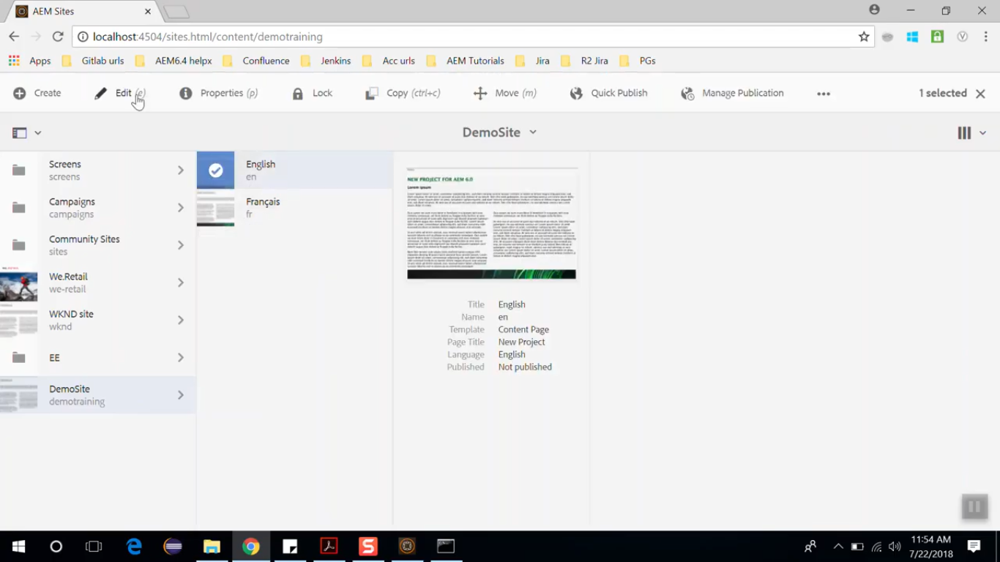 AEM Sites
localhost:4504/sites.html/content/demotraining
Apps Gitlab urls AEM6.4 helpx Confluence Jenkins Acc urls AEM Tutorials Jira R2 Jira PGs
Create Edit (e) Properties (p) Lock Copy (ctrl+c) Move (m) Quick Publish Manage Publication 1 selected
DemoSite
Screens
screens
Campaigns
campaigns
Community Sites
sites
We.Retail
we-retail
WKND site
wknd
EE
DemoSite
demotraining
English
en
Français
fr
NEW PROJECT FOR AEM 6.0
Lorem ipsum
Title English
Name en
Template Content Page
Page Title New Project
Language English
Published Not published
11:54 AM
7/22/2018